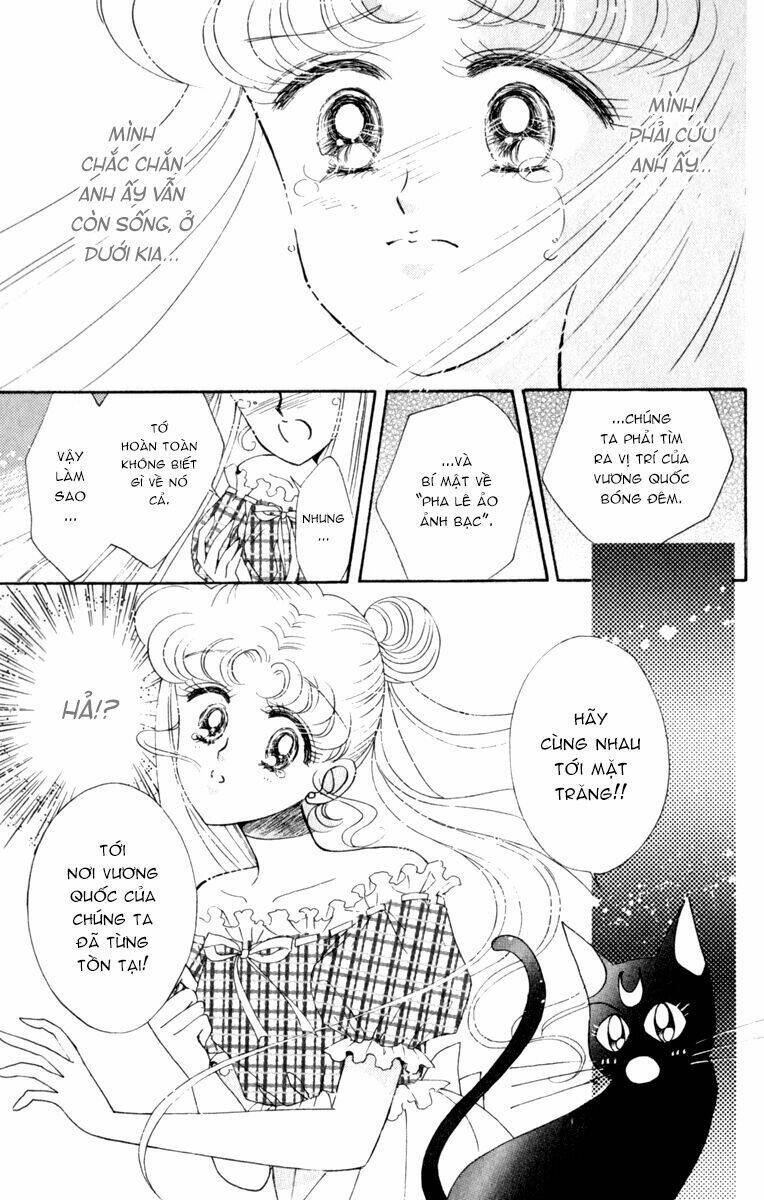 MÌNH
PHẢI CỨU
ANH ẤY...
MÌNH
CHẮC CHẮN
ANH ẤY VẪN
CÒN SỐNG, Ở
DƯỚI KIA...
...CHÚNG
TA PHẢI TÌM
RA VỊ TRÍ CỦA
VƯƠNG QUỐC
BÓNG ĐÊM.
...VÀ
BÍ MẬT VỀ
"PHA LÊ ẢO
ẢNH BẠC".
NHƯNG
...
TỚ
HOÀN TOÀN
KHÔNG BIẾT
GÌ VỀ NÓ
CẢ.
VẬY
LÀM
SAO
...
HÃY
CÙNG NHAU
TỚI MẶT
TRĂNG!!
HẢ!?
TỚI
NƠI VƯƠNG
QUỐC CỦA
CHÚNG TA
ĐÃ TỪNG
TỒN TẠI!